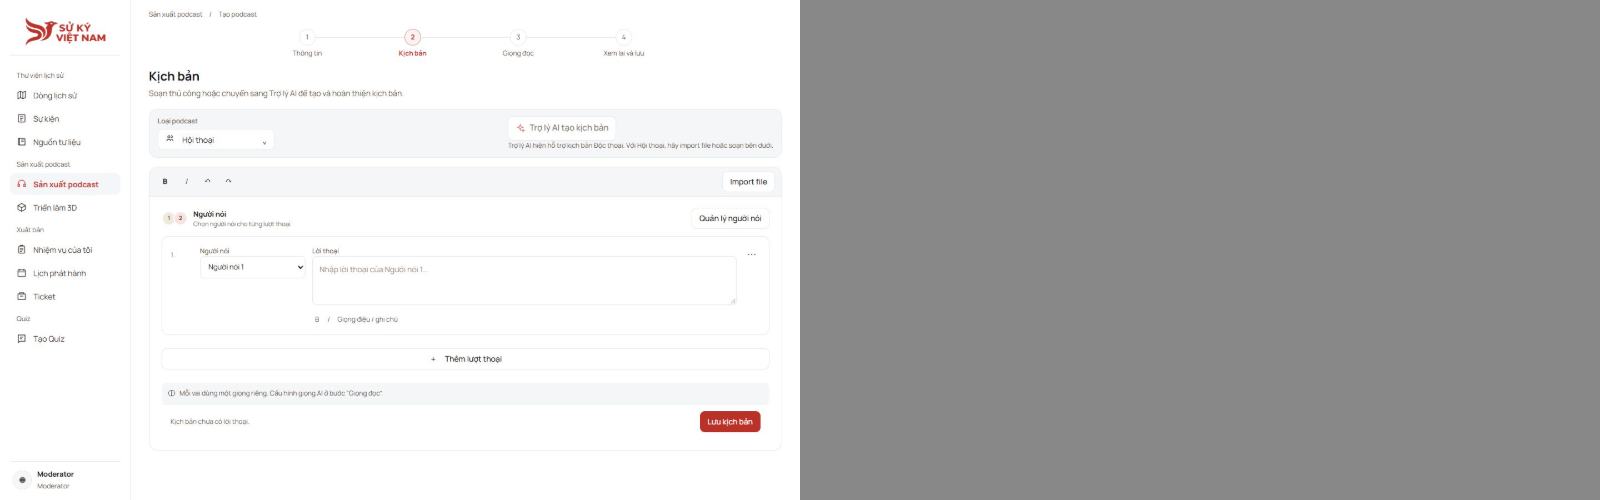 SỬ KÝ
VIỆT NAM
Thư viện lịch sử
Dòng lịch sử
Sự kiện
Nguồn tư liệu
Sản xuất podcast
Sản xuất podcast
Triển lãm 3D
Xuất bản
Nhiệm vụ của tôi
Lịch phát hành
Ticket
Quiz
Tạo Quiz
Moderator
Moderator
Sản xuất podcast / Tạo podcast
1 2 3 4
Thông tin Kịch bản Giọng đọc Xem lại và lưu
Kịch bản
Soạn thủ công hoặc chuyển sang Trợ lý AI để tạo và hoàn thiện kịch bản.
Loại podcast
Hội thoại
Trợ lý AI tạo kịch bản
Trợ lý AI hiện hỗ trợ kịch bản Độc thoại. Với Hội thoại, hãy import file hoặc soạn bên dưới.
B I
Import file
1 2
Người nói
Chọn người nói cho từng lượt thoại
Quản lý người nói
1
Người nói
Người nói 1
Lời thoại
Nhập lời thoại của Người nói 1...
...
B I Giọng điệu / ghi chú
+ Thêm lượt thoại
Mỗi vai dùng một giọng riêng. Cấu hình giọng AI ở bước "Giọng đọc"
Kịch bản chưa có lời thoại.
Lưu kịch bản